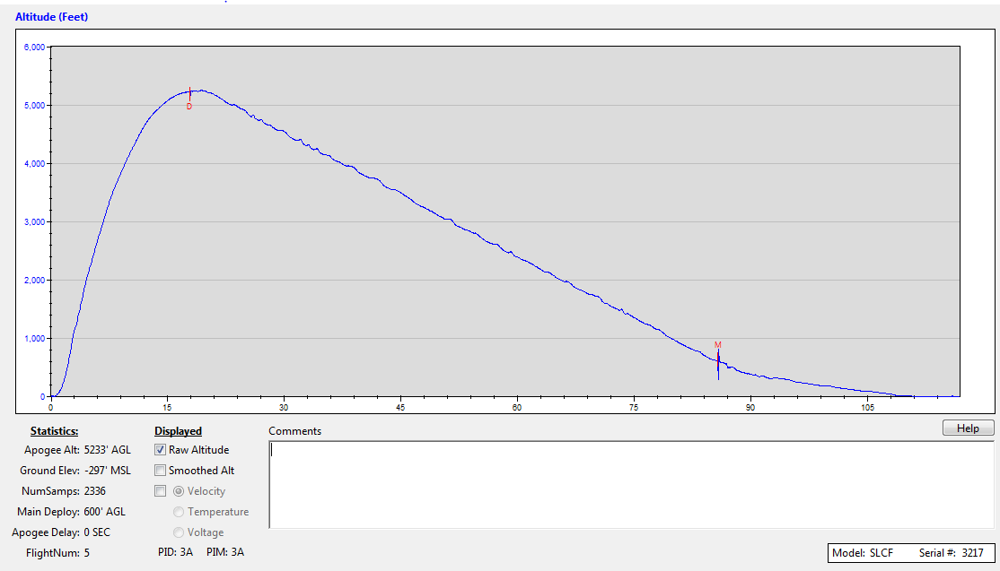 Altitude (Feet)
6,000
5,000
D
4,000
3,000
2,000
1,000
M
0
0 15 30 45 60 75 90 105
Statistics: Displayed Comments Help
Apogee Alt: 5233' AGL Raw Altitude
Ground Elev: -297' MSL Smoothed Alt
NumSamps: 2336 Velocity
Main Deploy: 600' AGL Temperature
Apogee Delay: 0 SEC Voltage
FlightNum: 5 PID: 3A PIM: 3A Model: SLCF Serial #: 3217